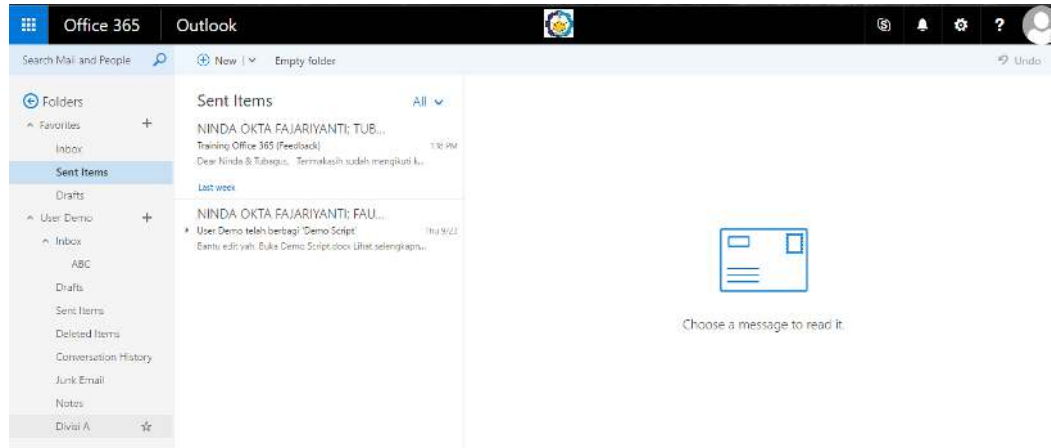 Office 365
Outlook
?
Search Mail and People
New
Empty folder
Undo
Folders
Favorites
Inbox
Sent Items
Drafts
User Demo
Inbox
ABC
Drafts
Sent Items
Deleted Items
Conversation History
Junk Email
Notes
Divisi A
Sent Items
All
NINDA OKTA FAJARIYANTI; TUB...
Training Office 365 (Feedback)
1:18 PM
Dear Ninda & Tubagus, Terimakasih sudah mengikuti k...
Last week
NINDA OKTA FAJARIYANTI; FAU...
User Demo telah berbagi 'Demo Script'
Thu 9/22
Bantu edit yah. Buka Demo Script.docx Lihat selengkapn...
Choose a message to read it.